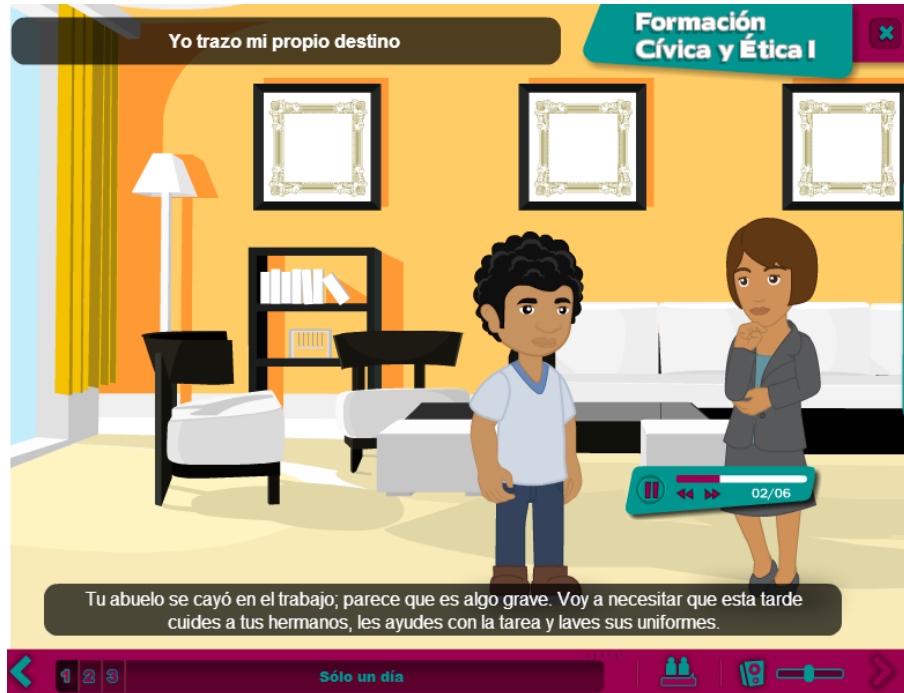 Yo trazo mi propio destino
Formación
Cívica y Ética I
Tu abuelo se cayó en el trabajo; parece que es algo grave. Voy a necesitar que esta tarde
cuides a tus hermanos, les ayudes con la tarea y laves sus uniformes.
02/06
1 2 3
Sólo un día